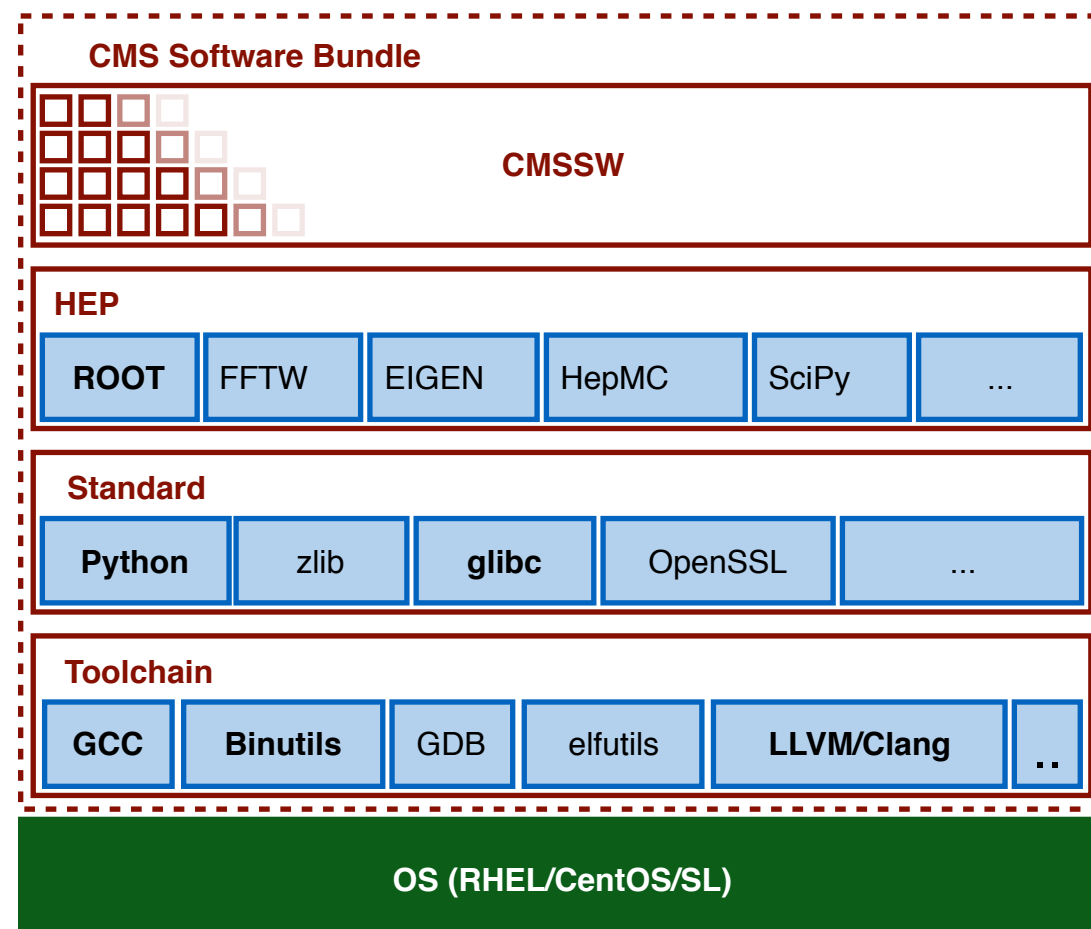 CMS Software Bundle
CMSSW
HEP
ROOT FFTW EIGEN HepMC SciPy ...
Standard
Python zlib glibc OpenSSL ...
Toolchain
GCC Binutils GDB elfutils LLVM/Clang ..
OS (RHEL/CentOS/SL)